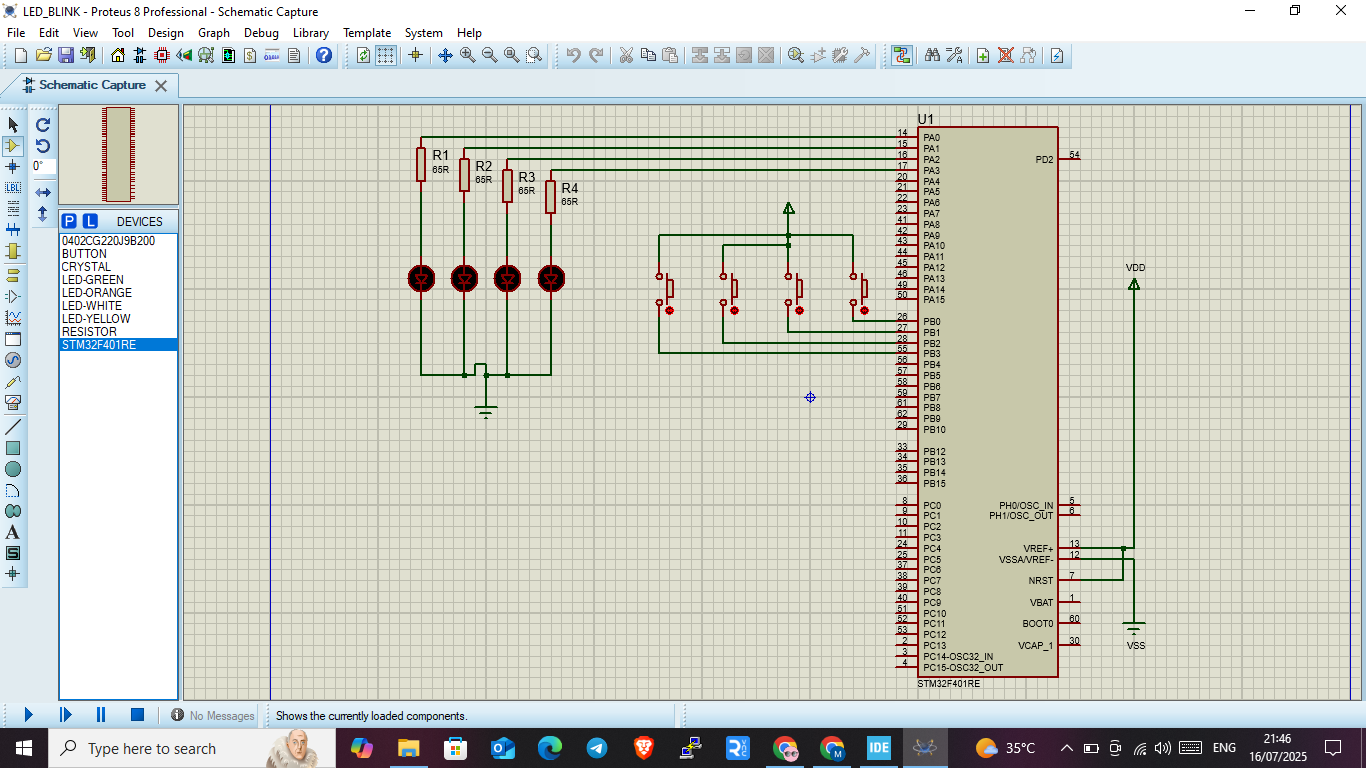 LED_BLINK - Proteus 8 Professional - Schematic Capture
File Edit View Tool Design Graph Debug Library Template System Help
Schematic Capture
0°
LBL
A
S
P L DEVICES
0402CG220J9B200
BUTTON
CRYSTAL
LED-GREEN
LED-ORANGE
LED-WHITE
LED-YELLOW
RESISTOR
STM32F401RE
R1
65R
R2
65R
R3
65R
R4
65R
U1
14 PA0
15 PA1
16 PA2
17 PA3
20 PA4
21 PA5
22 PA6
23 PA7
41 PA8
42 PA9
43 PA10
44 PA11
45 PA12
46 PA13
49 PA14
50 PA15
26 PB0
27 PB1
28 PB2
55 PB3
56 PB4
57 PB5
58 PB6
59 PB7
61 PB8
62 PB9
29 PB10
33 PB12
34 PB13
35 PB14
36 PB15
8 PC0
9 PC1
10 PC2
11 PC3
24 PC4
25 PC5
37 PC6
38 PC7
39 PC8
40 PC9
51 PC10
52 PC11
53 PC12
2 PC13
3 PC14-OSC32_IN
4 PC15-OSC32_OUT
PD2 54
PH0/OSC_IN 5
PH1/OSC_OUT 6
VREF+ 13
VSSA/VREF- 12
NRST 7
VBAT 1
BOOT0 60
VCAP_1 30
STM32F401RE
VDD
VSS
No Messages
Shows the currently loaded components.
Type here to search
IDE
35°C
ENG
21:46
16/07/2025